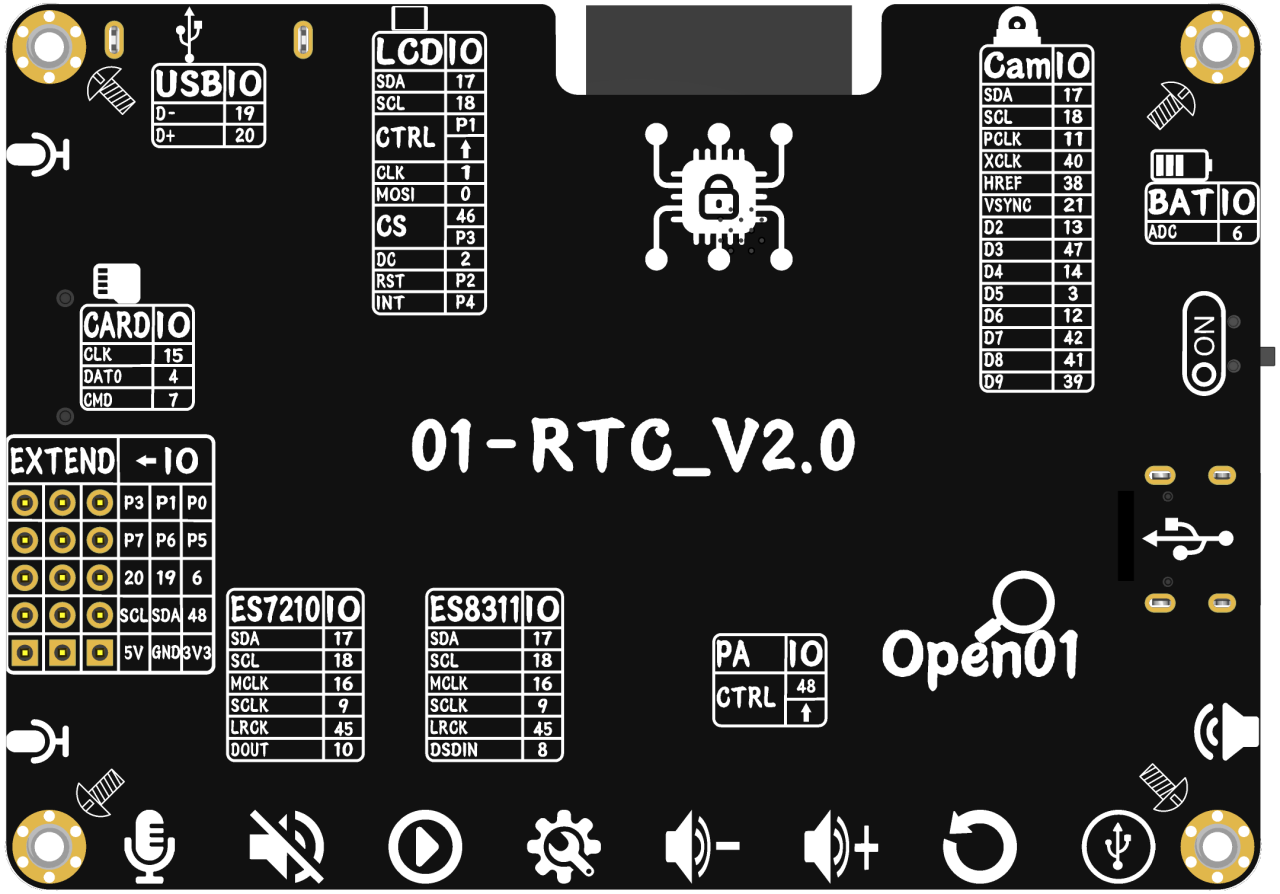 USB IO
D- 19
D+ 20
LCD IO
SDA 17
SCL 18
CTRL P1
↑
CLK 1
MOSI 0
CS 46
P3
DC 2
RST P2
INT P4
Cam IO
SDA 17
SCL 18
PCLK 11
XCLK 40
HREF 38
VSYNC 21
D2 13
D3 47
D4 14
D5 3
D6 12
D7 42
D8 41
D9 39
BAT IO
ADC 6
CARD IO
CLK 15
DAT0 4
CMD 7
ON
01-RTC_V2.0
EXTEND ←IO
P3 P1 P0
P7 P6 P5
20 19 6
SCL SDA 48
5V GND 3V3
ES7210 IO
SDA 17
SCL 18
MCLK 16
SCLK 9
LRCK 45
DOUT 10
ES8311 IO
SDA 17
SCL 18
MCLK 16
SCLK 9
LRCK 45
DSDIN 8
PA IO
CTRL 48
↑
Open01